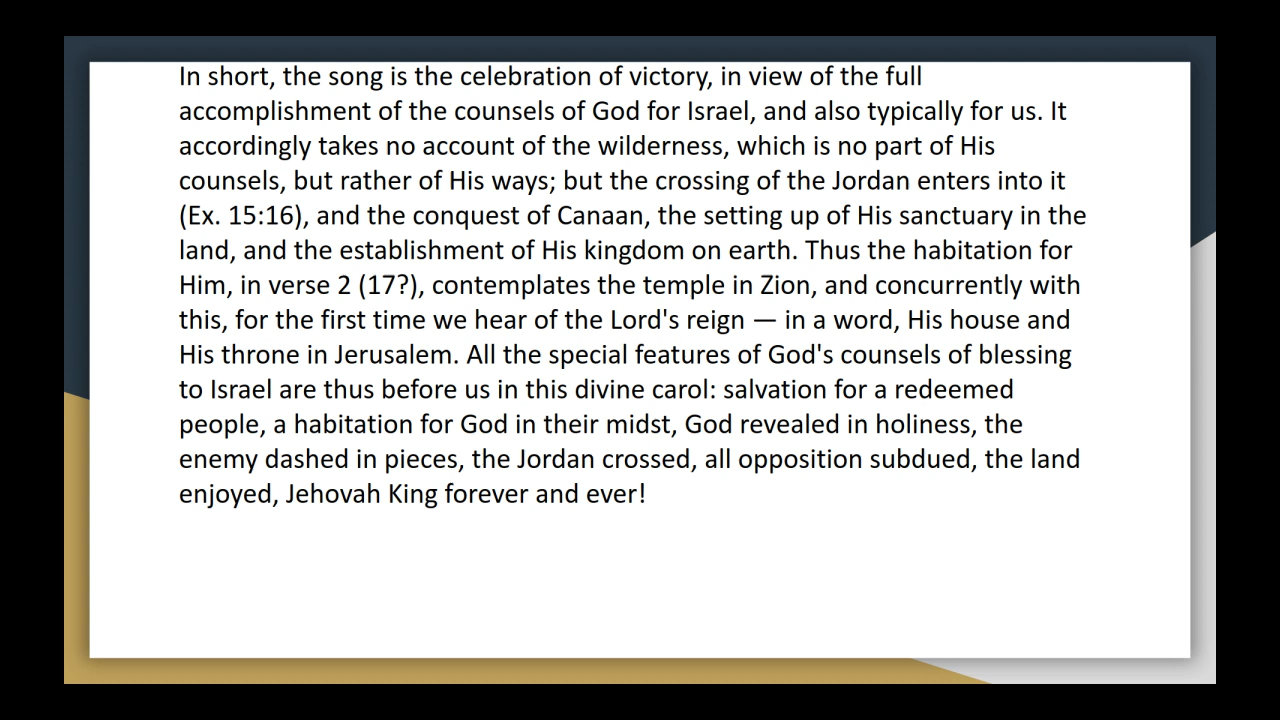 In short, the song is the celebration of victory, in view of the full
accomplishment of the counsels of God for Israel, and also typically for us. It
accordingly takes no account of the wilderness, which is no part of His
counsels, but rather of His ways; but the crossing of the Jordan enters into it
(Ex. 15:16), and the conquest of Canaan, the setting up of His sanctuary in the
land, and the establishment of His kingdom on earth. Thus the habitation for
Him, in verse 2 (17?), contemplates the temple in Zion, and concurrently with
this, for the first time we hear of the Lord's reign — in a word, His house and
His throne in Jerusalem. All the special features of God's counsels of blessing
to Israel are thus before us in this divine carol: salvation for a redeemed
people, a habitation for God in their midst, God revealed in holiness, the
enemy dashed in pieces, the Jordan crossed, all opposition subdued, the land
enjoyed, Jehovah King forever and ever!